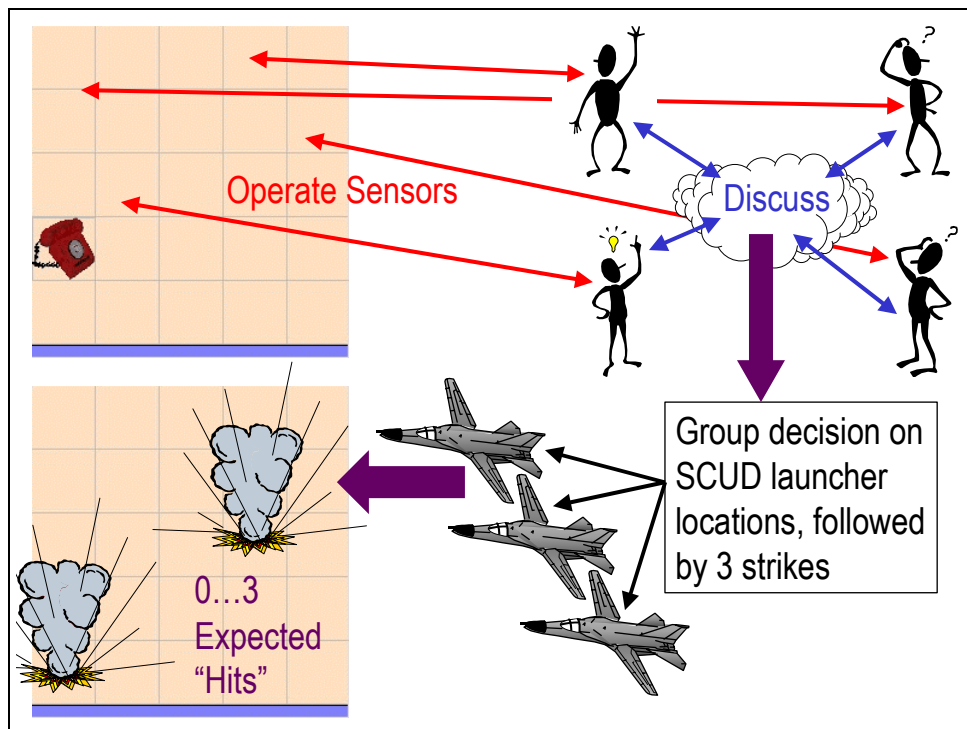 ?
Operate Sensors
Discuss
?
Group decision on
SCUD launcher
locations, followed
by 3 strikes
0…3
Expected
“Hits”